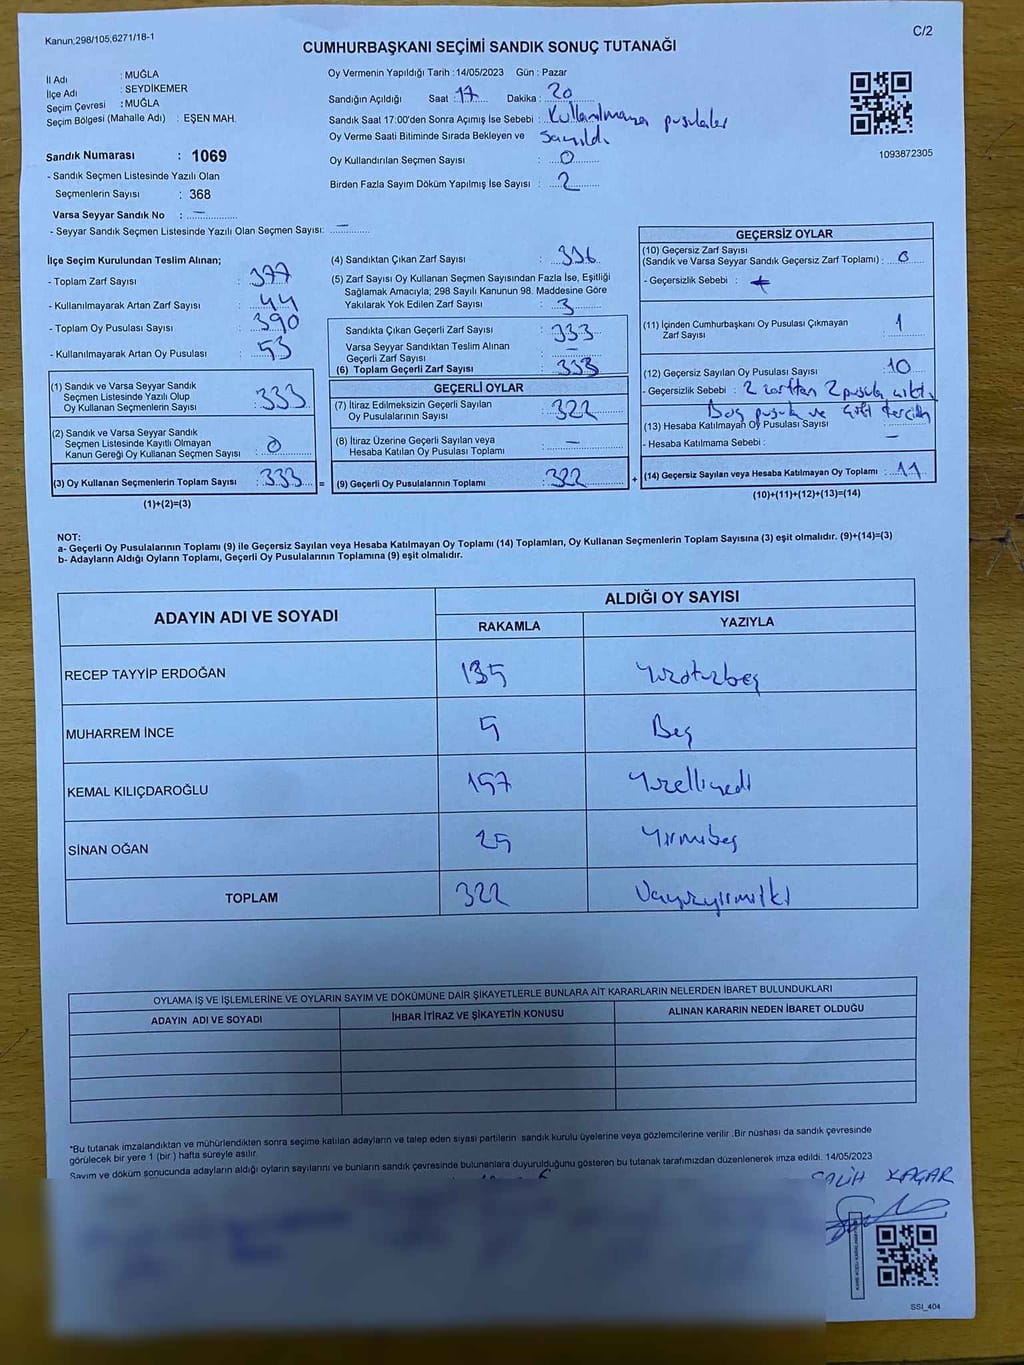 Kanun;298/105,6271/18-1
C/2
CUMHURBAŞKANI SEÇİMİ SANDIK SONUÇ TUTANAĞI
İl Adı : MUĞLA
İlçe Adı : SEYDİKEMER
Seçim Çevresi : MUĞLA
Seçim Bölgesi (Mahalle Adı) : EŞEN MAH.
Sandık Numarası : 1069
- Sandık Seçmen Listesinde Yazılı Olan
Seçmenlerin Sayısı : 368
Varsa Seyyar Sandık No : —
- Seyyar Sandık Seçmen Listesinde Yazılı Olan Seçmen Sayısı: —
Oy Vermenin Yapıldığı Tarih :14/05/2023 Gün : Pazar
Sandığın Açıldığı Saat :17 Dakika : 20
Sandık Saat 17:00'den Sonra Açımış İse Sebebi : Kullanılmayan pusulalar
Oy Verme Saati Bitiminde Sırada Bekleyen ve sayıldı
Oy Kullandırılan Seçmen Sayısı : 0
Birden Fazla Sayım Döküm Yapılmış İse Sayısı : 2
1093872305
İlçe Seçim Kurulundan Teslim Alınan;
- Toplam Zarf Sayısı : 377
- Kullanılmayarak Artan Zarf Sayısı : 44
- Toplam Oy Pusulası Sayısı : 390
- Kullanılmayarak Artan Oy Pusulası : 53
(1) Sandık ve Varsa Seyyar Sandık
Seçmen Listesinde Yazılı Olup
Oy Kullanan Seçmenlerin Sayısı : 333
(2) Sandık ve Varsa Seyyar Sandık
Seçmen Listesinde Kayıtlı Olmayan
Kanun Gereği Oy Kullanan Seçmen Sayısı : 0
(3) Oy Kullanan Seçmenlerin Toplam Sayısı : 333 =
(1)+(2)=(3)
(4) Sandıktan Çıkan Zarf Sayısı : 336
(5) Zarf Sayısı Oy Kullanan Seçmen Sayısından Fazla İse, Eşitliği
Sağlamak Amacıyla; 298 Sayılı Kanunun 98. Maddesine Göre
Yakılarak Yok Edilen Zarf Sayısı : 3
Sandıkta Çıkan Geçerli Zarf Sayısı : 333
Varsa Seyyar Sandıktan Teslim Alınan
Geçerli Zarf Sayısı : —
(6) Toplam Geçerli Zarf Sayısı : 333
GEÇERLİ OYLAR
(7) İtiraz Edilmeksizin Geçerli Sayılan
Oy Pusulalarının Sayısı : 322
(8) İtiraz Üzerine Geçerli Sayılan veya
Hesaba Katılan Oy Pusulası Toplamı : —
(9) Geçerli Oy Pusulalarının Toplamı : 322 +
GEÇERSİZ OYLAR
(10) Geçersiz Zarf Sayısı
(Sandık ve Varsa Seyyar Sandık Geçersiz Zarf Toplamı) : 0
- Geçersizlik Sebebi :
(11) İçinden Cumhurbaşkanı Oy Pusulası Çıkmayan
Zarf Sayısı : 1
(12) Geçersiz Sayılan Oy Pusulası Sayısı : 10
- Geçersizlik Sebebi : 2 zarftan 2 pusula çıktı,
Boş pusula ve çift tercih
(13) Hesaba Katılmayan Oy Pusulası Sayısı :
- Hesaba Katılmama Sebebi : —
(14) Geçersiz Sayılan veya Hesaba Katılmayan Oy Toplamı : 11
(10)+(11)+(12)+(13)=(14)
NOT:
a- Geçerli Oy Pusulalarının Toplamı (9) ile Geçersiz Sayılan veya Hesaba Katılmayan Oy Toplamı (14) Toplamları, Oy Kullanan Seçmenlerin Toplam Sayısına (3) eşit olmalıdır. (9)+(14)=(3)
b- Adayların Aldığı Oyların Toplamı, Geçerli Oy Pusulalarının Toplamına (9) eşit olmalıdır.
ADAYIN ADI VE SOYADI
ALDIĞI OY SAYISI
RAKAMLA YAZIYLA
RECEP TAYYİP ERDOĞAN 135 Yüzotuzbeş
MUHARREM İNCE 5 Beş
KEMAL KILIÇDAROĞLU 157 Yüzelliyedi
SİNAN OĞAN 25 Yirmibeş
TOPLAM 322 Üçyüzyirmiiki
OYLAMA İŞ VE İŞLEMLERİNE VE OYLARIN SAYIM VE DÖKÜMÜNE DAİR ŞİKAYETLERLE BUNLARA AİT KARARLARIN NELERDEN İBARET BULUNDUKLARI
ADAYIN ADI VE SOYADI İHBAR İTİRAZ VE ŞİKAYETİN KONUSU ALINAN KARARIN NEDEN İBARET OLDUĞU
*Bu tutanak imzalandıktan ve mühürlendikten sonra seçime katılan adayların ve talep eden siyasi partilerin sandık kurulu üyelerine veya gözlemcilerine verilir .Bir nüshası da sandık çevresinde
görülecek bir yere 1 (bir ) hafta süreyle asılır.
Sayım ve döküm sonucunda adayların aldığı oyların sayılarını ve bunların sandık çevresinde bulunanlara duyurulduğunu gösteren bu tutanak tarafımızdan düzenlenerek imza edildi. 14/05/2023
SALİH KAÇAR
SSI_404